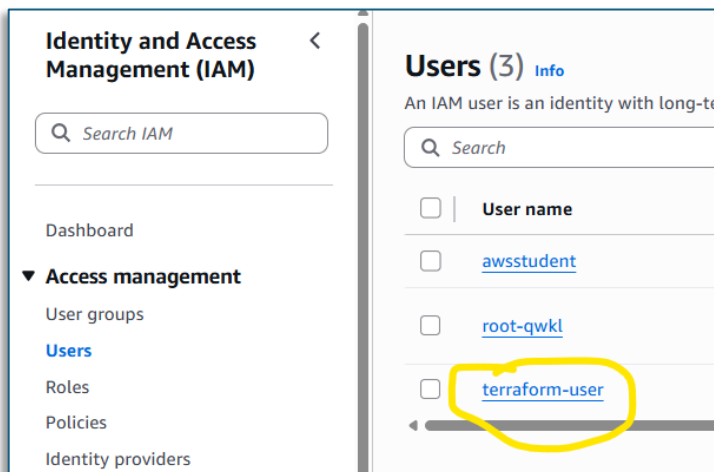 Identity and Access
Management (IAM)
Search IAM
Dashboard
Access management
User groups
Users
Roles
Policies
Identity providers
Users (3) Info
An IAM user is an identity with long-te
Search
User name
awsstudent
root-qwkl
terraform-user